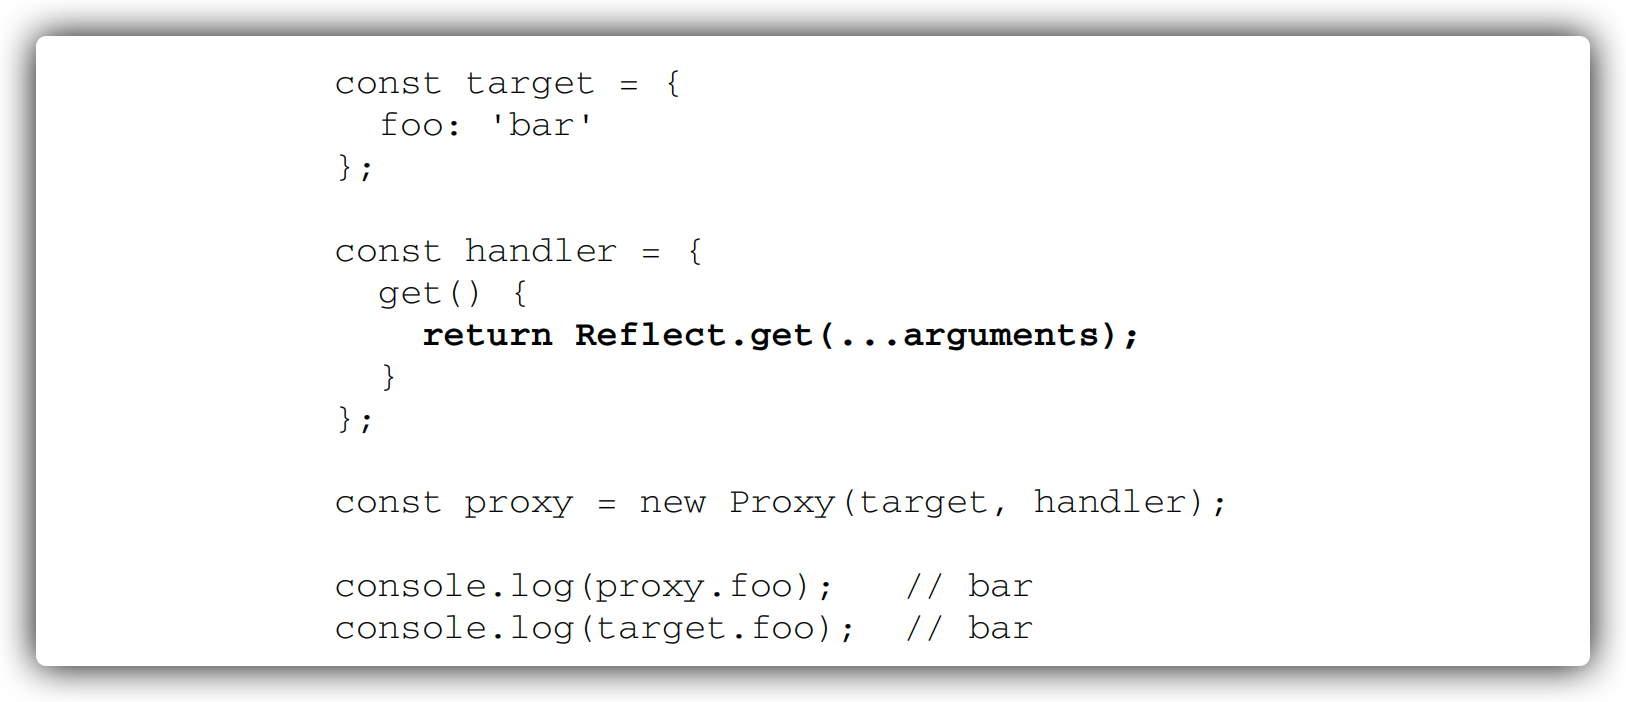 const target = {
  foo: 'bar'
};

const handler = {
  get() {
    return Reflect.get(...arguments);
  }
};

const proxy = new Proxy(target, handler);

console.log(proxy.foo);   // bar
console.log(target.foo);  // bar